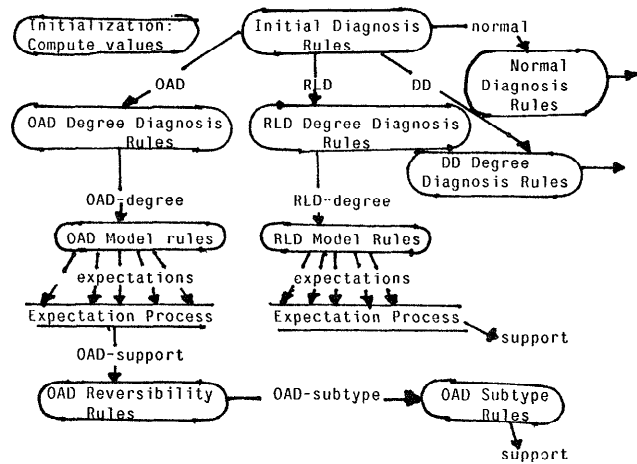 Initialization:
Compute values
Initial Diagnosis
Rules
normal
Normal
Diagnosis
Rules
OAD
RLD
DD
OAD Degree Diagnosis
Rules
RLD Degree Diagnosis
Rules
DD Degree
Diagnosis Rules
OAD-degree
RLD-degree
OAD Model rules
RLD Model Rules
expectations
expectations
Expectation Process
Expectation Process
support
OAD-support
OAD Reversibility
Rules
OAD-subtype
OAD Subtype
Rules
support